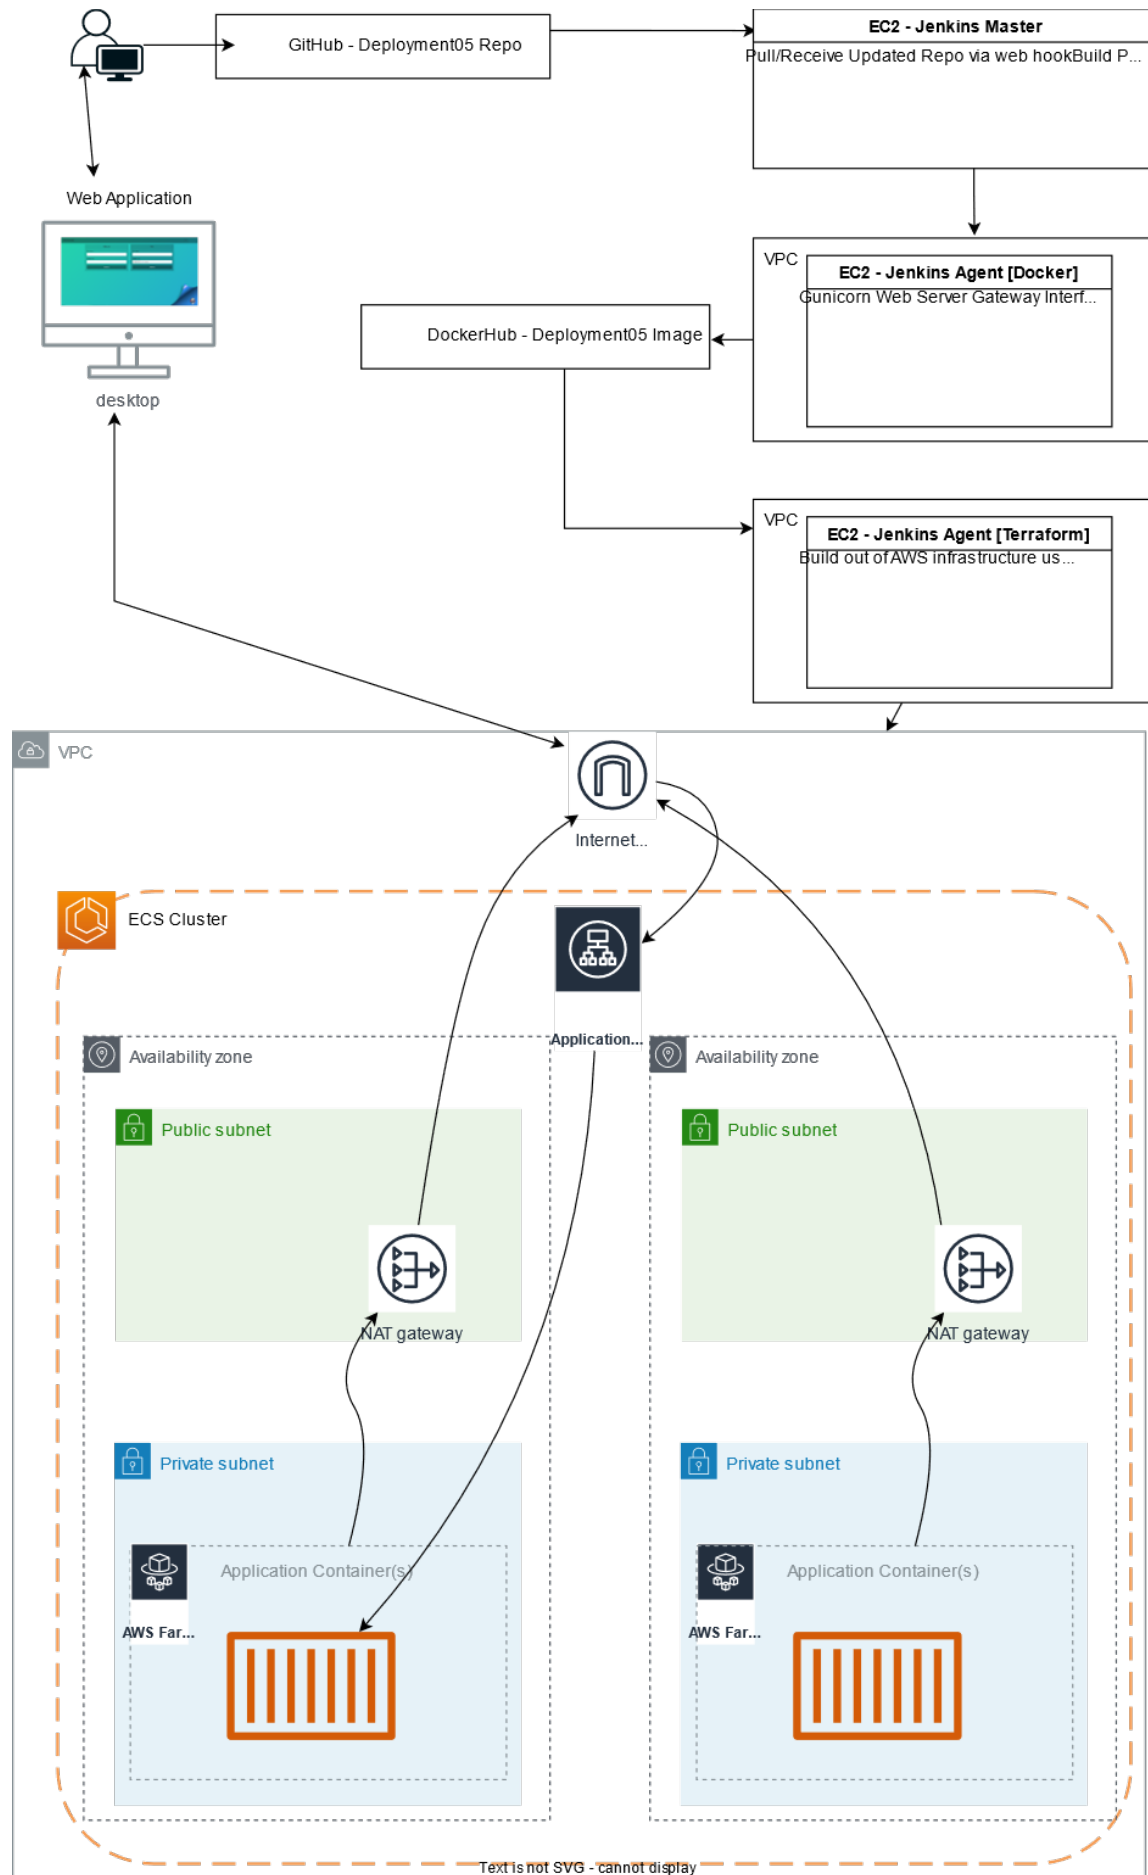 GitHub - Deployment05 Repo
EC2 - Jenkins Master
Pull/Receive Updated Repo via web hookBuild P...
Web Application
VPC
EC2 - Jenkins Agent [Docker]
Gunicorn Web Server Gateway Interf...
DockerHub - Deployment05 Image
desktop
VPC
EC2 - Jenkins Agent [Terraform]
Build out of AWS infrastructure us...
VPC
Internet...
ECS Cluster
Application...
Availability zone
Availability zone
Public subnet
Public subnet
NAT gateway
NAT gateway
Private subnet
Private subnet
Application Container(s)
Application Container(s)
AWS Far...
AWS Far...
Text is not SVG - cannot display